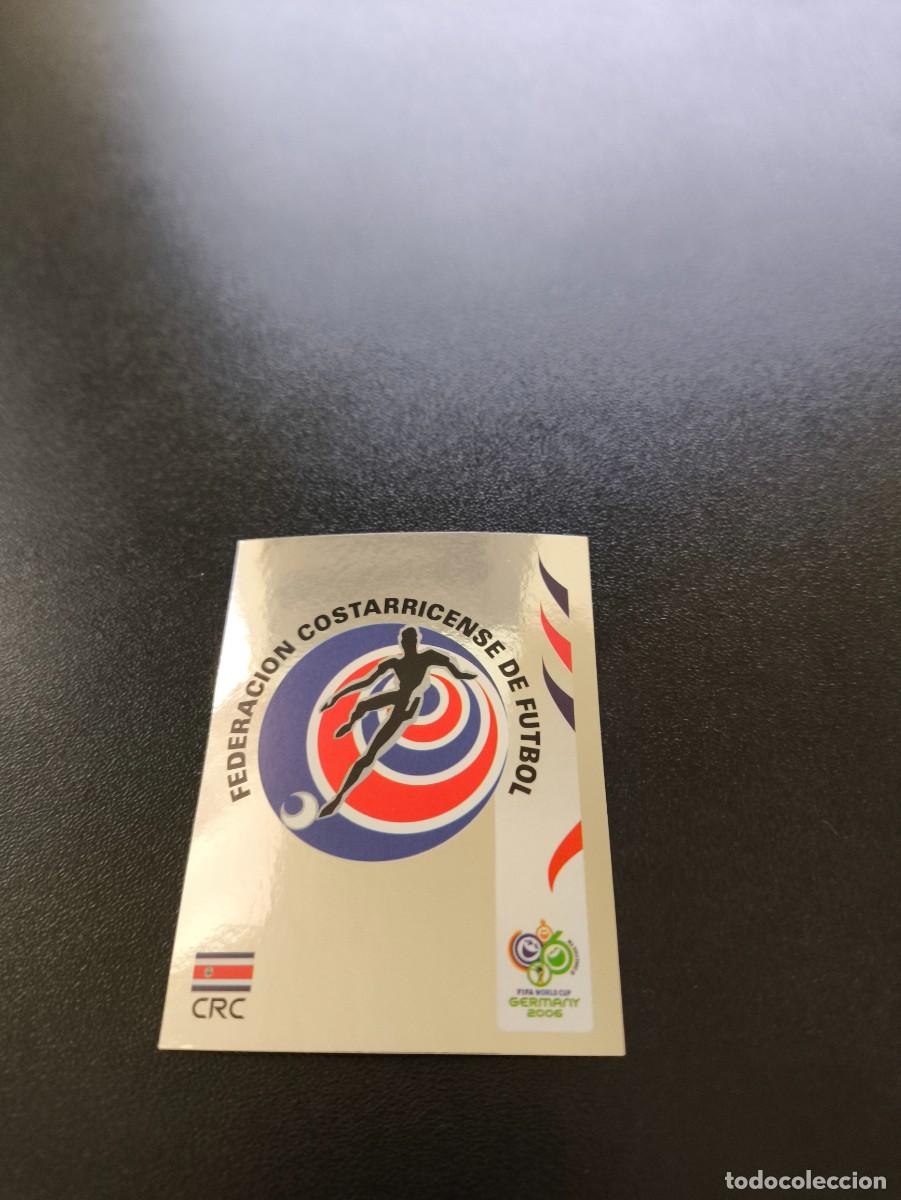 FEDERACION COSTARRICENSE DE FUTBOL
CRC
FIFA WORLD CUP
GERMANY
2006
todocoleccion